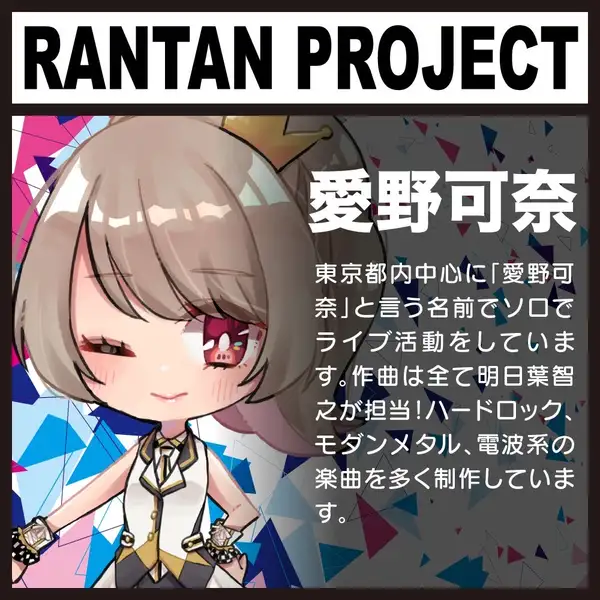 RANTAN PROJECT
愛野可奈
東京都内中心に「愛野可
奈」と言う名前でソロで
ライブ活動をしていま
す。作曲は全て明日葉智
之が担当!ハードロック、
モダンメタル、電波系の
楽曲を多く制作していま
す。